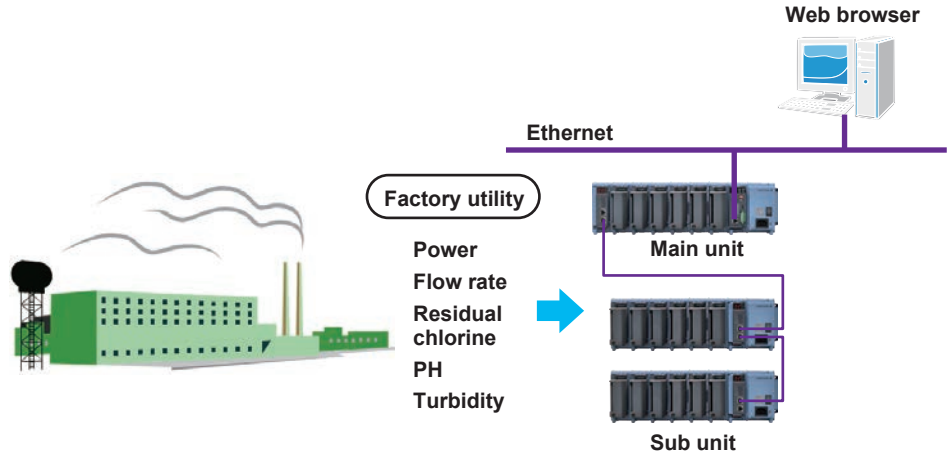 Web browser
Ethernet
Factory utility
Power
Flow rate
Residual
chlorine
PH
Turbidity
Main unit
Sub unit